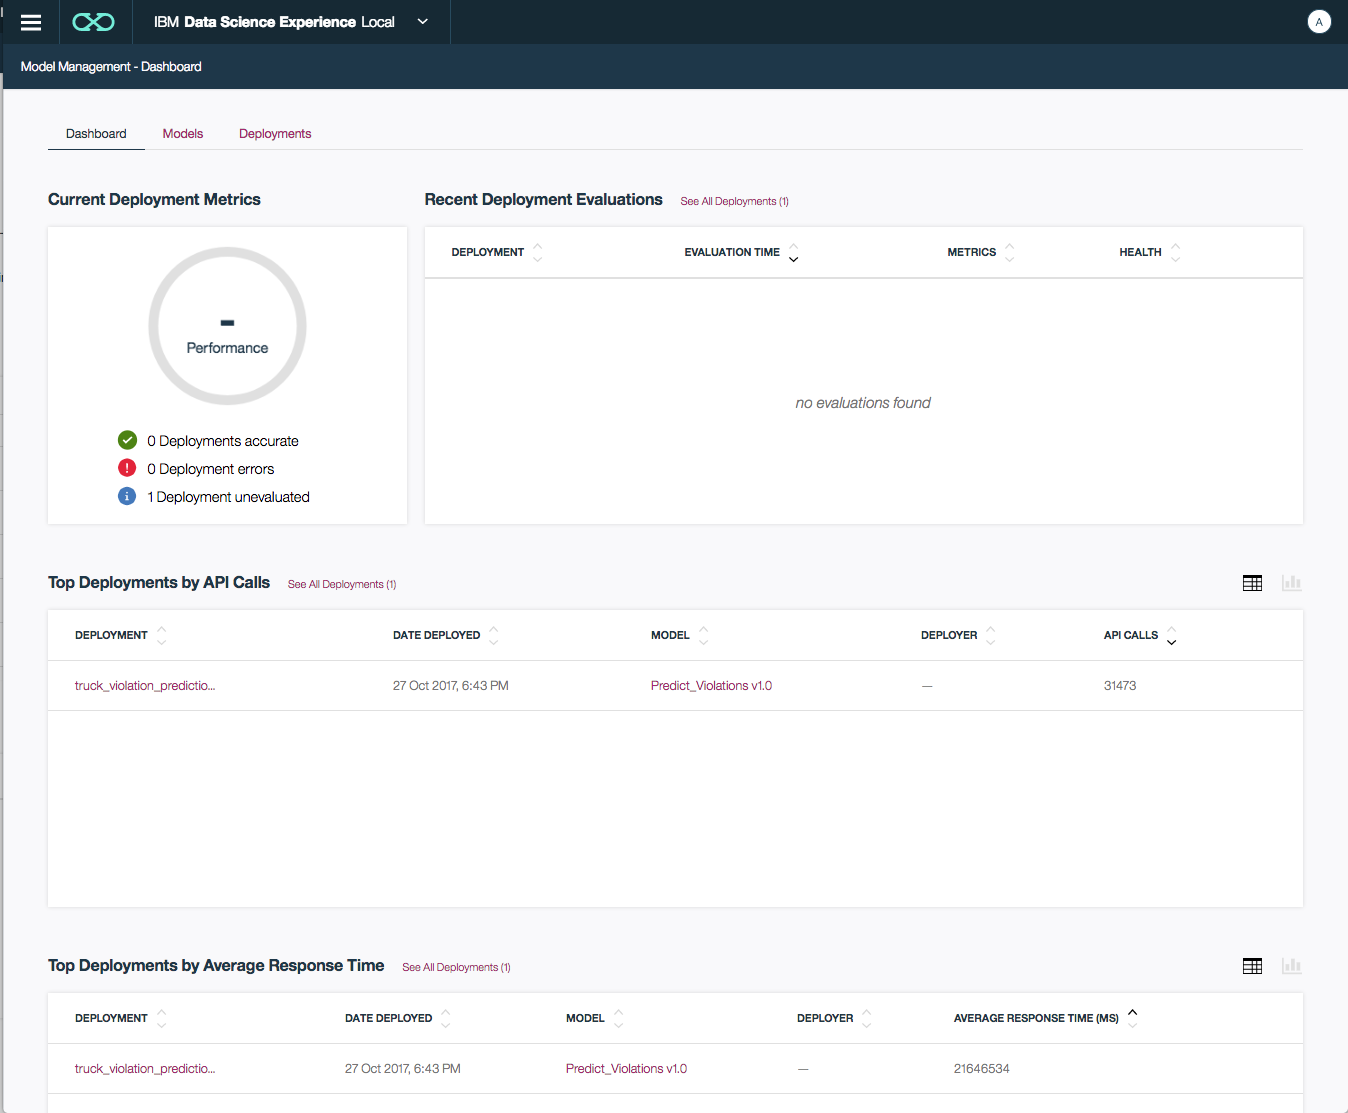 IBM Data Science Experience Local
A
Model Management - Dashboard
Dashboard Models Deployments
Current Deployment Metrics
-
Performance
0 Deployments accurate
0 Deployment errors
1 Deployment unevaluated
Recent Deployment Evaluations See All Deployments (1)
DEPLOYMENT EVALUATION TIME METRICS HEALTH
no evaluations found
Top Deployments by API Calls See All Deployments (1)
DEPLOYMENT DATE DEPLOYED MODEL DEPLOYER API CALLS
truck_violation_predictio... 27 Oct 2017, 6:43 PM Predict_Violations v1.0 — 31473
Top Deployments by Average Response Time See All Deployments (1)
DEPLOYMENT DATE DEPLOYED MODEL DEPLOYER AVERAGE RESPONSE TIME (MS)
truck_violation_predictio... 27 Oct 2017, 6:43 PM Predict_Violations v1.0 — 21646534